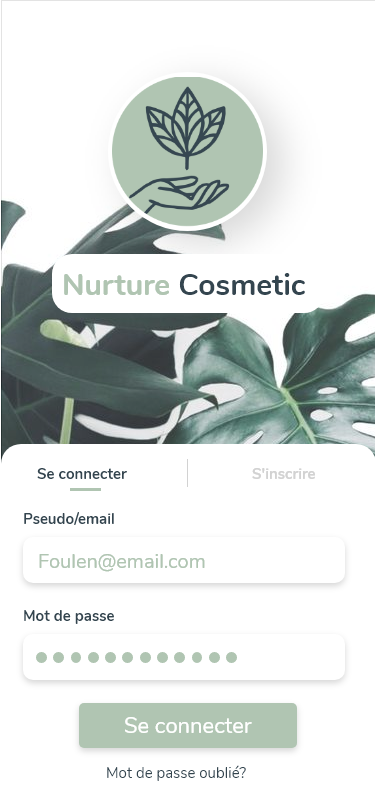 Nurture Cosmetic
Se connecter
S'inscrire
Pseudo/email
Foulen@email.com
Mot de passe
Se connecter
Mot de passe oublié?